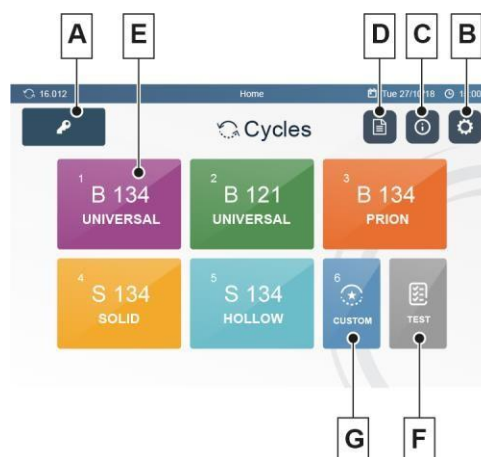 A
E
D
C
B
16.012
Home
Tue 27/10/18
Cycles
1
B 134
UNIVERSAL
2
B 121
UNIVERSAL
3
B 134
PRION
4
S 134
SOLID
5
S 134
HOLLOW
6
CUSTOM
TEST
G
F